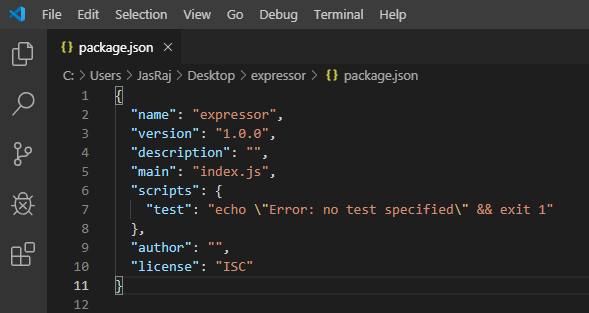 File Edit Selection View Go Debug Terminal Help
{} package.json ×
C: > Users > JasRaj > Desktop > expressor > {} package.json
1 {
2 "name": "expressor",
3 "version": "1.0.0",
4 "description": "",
5 "main": "index.js",
6 "scripts": {
7 "test": "echo \"Error: no test specified\" && exit 1"
8 },
9 "author": "",
10 "license": "ISC"
11 }
12